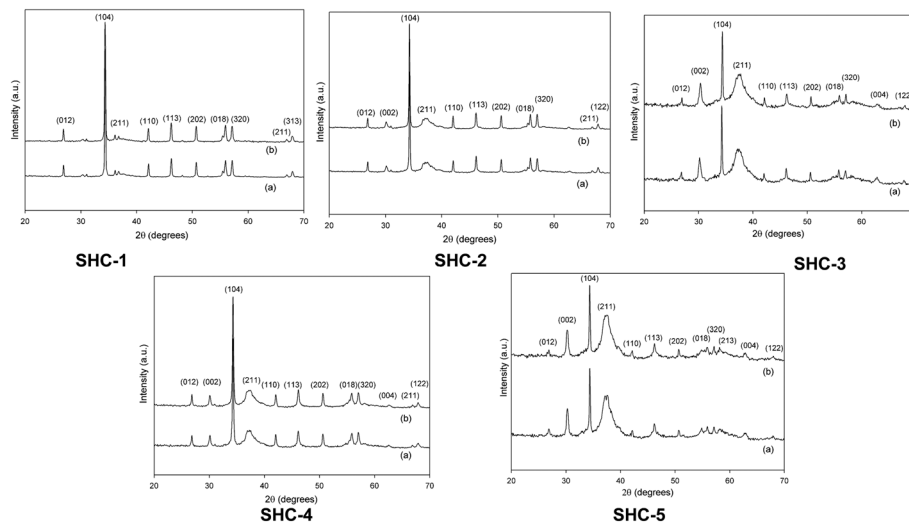 (104)
(012)
(211)
(110)
(113)
(202)
(018)
(320)
(211)
(313)
(b)
(a)
Intensity (a.u.)
20 30 40 50 60 70
2θ (degrees)
SHC-1
(104)
(012)
(002)
(211)
(110)
(113)
(202)
(018)
(320)
(211)
(122)
(b)
(a)
Intensity (a.u.)
20 30 40 50 60 70
2θ (degrees)
SHC-2
(104)
(012)
(002)
(211)
(110)
(113)
(202)
(018)
(320)
(004)
(122)
(b)
(a)
Intensity (a.u.)
20 30 40 50 60
2θ (degrees)
SHC-3
(104)
(012)
(002)
(211)
(110)
(113)
(202)
(018)
(320)
(004)
(211)
(122)
(b)
(a)
Intensity (a.u.)
20 30 40 50 60 70
2θ (degrees)
SHC-4
(104)
(012)
(002)
(211)
(110)
(113)
(202)
(018)
(320)
(213)
(004)
(122)
(b)
(a)
Intensity (a.u.)
20 30 40 50 60 70
2θ (degrees)
SHC-5